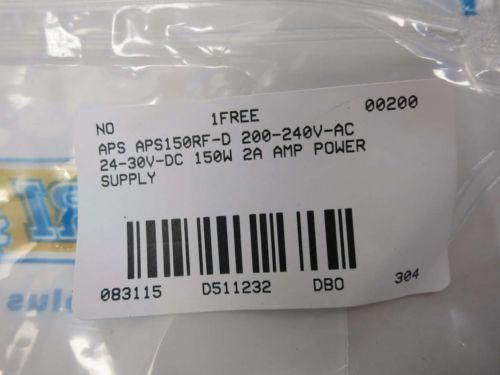 NO 1FREE 00200
APS APS150RF-D 200-240V-AC
24-30V-DC 150W 2A AMP POWER
SUPPLY
083115 D511232 DBO 304
plus